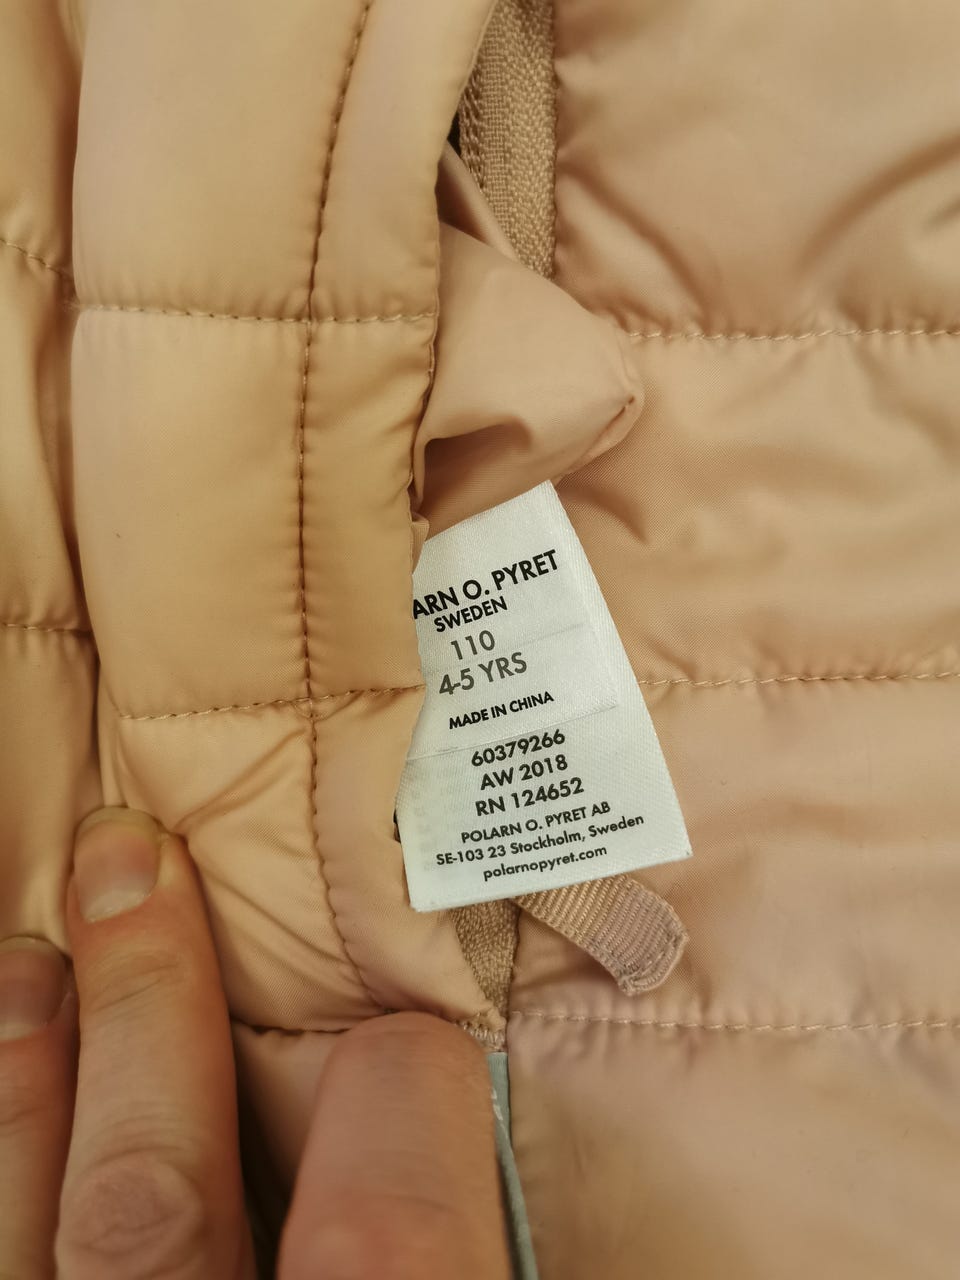 ARN O. PYRET
SWEDEN
110
4-5 YRS
MADE IN CHINA
60379266
AW 2018
RN 124652
POLARN O. PYRET AB
SE-103 23 Stockholm, Sweden
polarnopyret.com